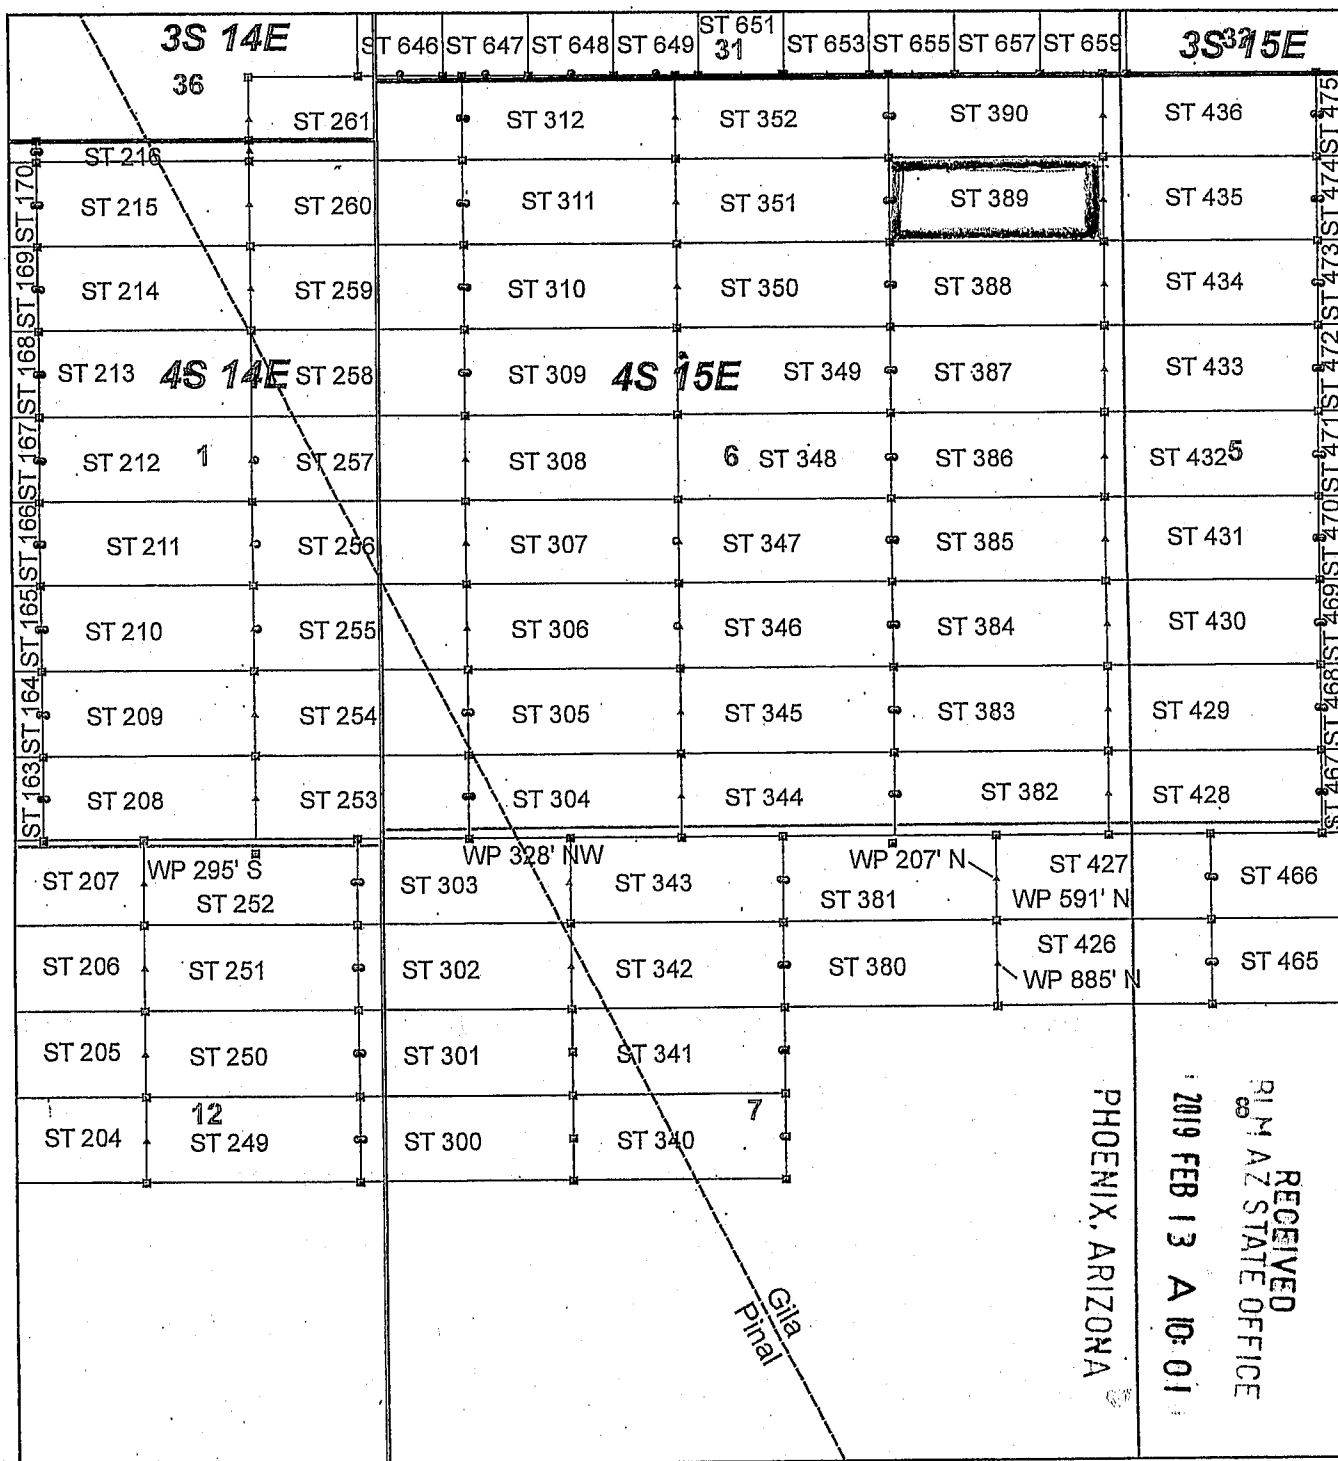 3S 14E
ST 646 ST 647 ST 648 ST 649 ST 651 ST 653 ST 655 ST 657 ST 659
31
3S 15E
32
36
ST 261 ST 312 ST 352 ST 390 ST 436 ST 475
ST 216
ST 170 ST 215 ST 260 ST 311 ST 351 ST 389 ST 435 ST 474
ST 169 ST 214 ST 259 ST 310 ST 350 ST 388 ST 434 ST 473
ST 168 ST 213 4S 14E ST 258 ST 309 4S 15E ST 349 ST 387 ST 433 ST 472
ST 167 ST 212 1 ST 257 ST 308 6 ST 348 ST 386 ST 432 5 ST 471
ST 166 ST 211 ST 256 ST 307 ST 347 ST 385 ST 431 ST 470
ST 165 ST 210 ST 255 ST 306 ST 346 ST 384 ST 430 ST 469
ST 164 ST 209 ST 254 ST 305 ST 345 ST 383 ST 429 ST 468
ST 163 ST 208 ST 253 ST 304 ST 344 ST 382 ST 428 ST 467
WP 295' S WP 328' NW WP 207' N ST 427
ST 207 ST 252 ST 303 ST 343 ST 381 WP 591' N ST 466
ST 426
ST 206 ST 251 ST 302 ST 342 ST 380 WP 885' N ST 465
ST 205 ST 250 ST 301 ST 341
12 7 8
ST 204 ST 249 ST 300 ST 340
Gila
Pinal
RECEIVED
BLM AZ STATE OFFICE
2019 FEB 13 A 10:01
PHOENIX, ARIZONA